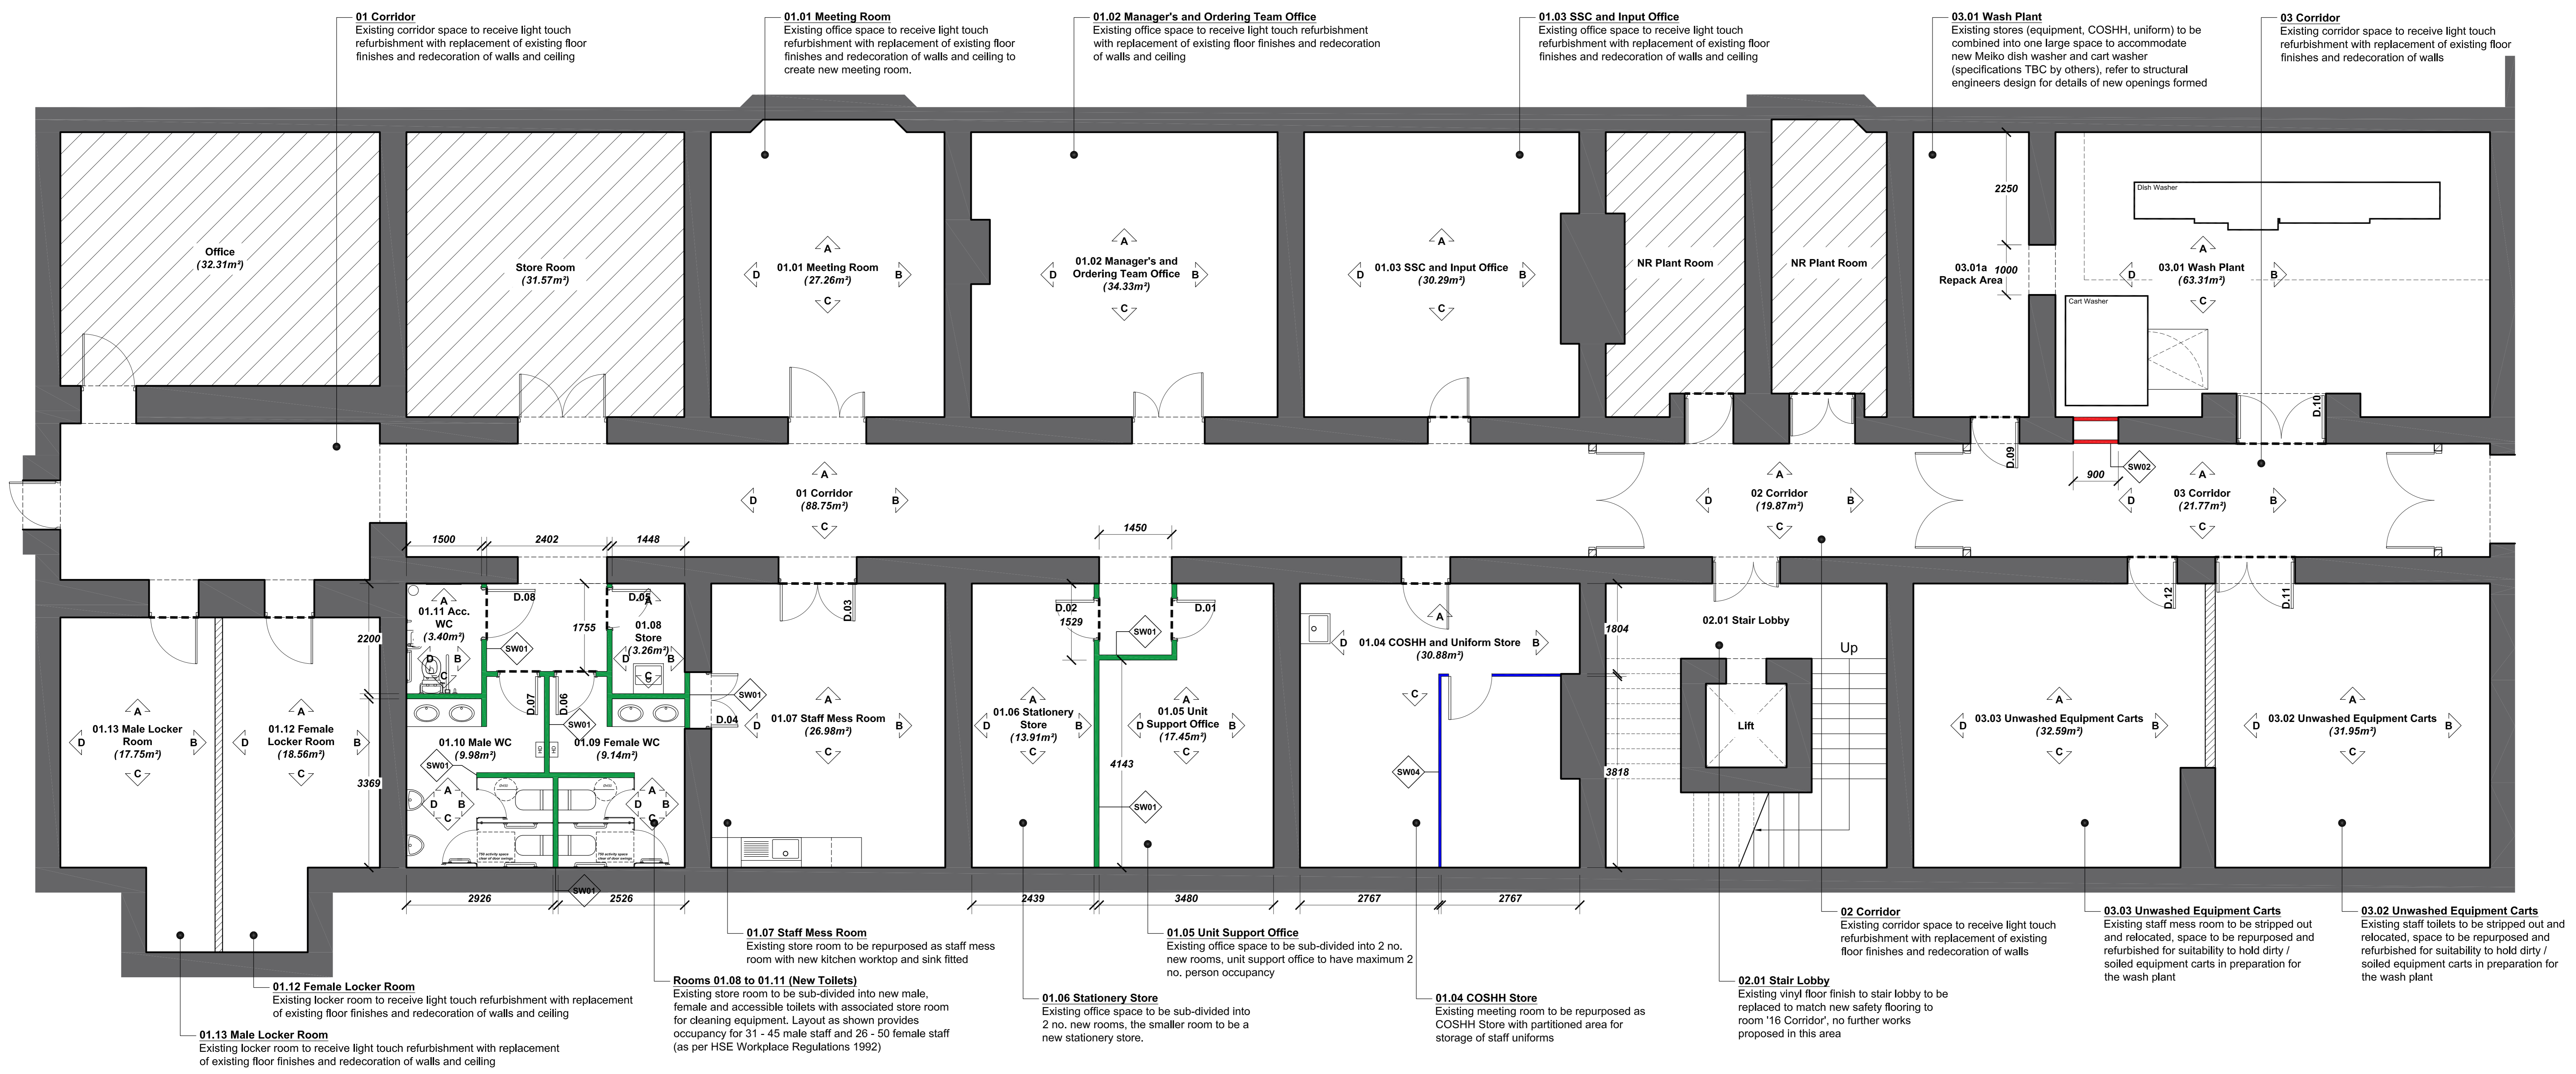 01 Corridor
Existing corridor space to receive light touch
refurbishment with replacement of existing floor
finishes and redecoration of walls and ceiling
01.01 Meeting Room
Existing office space to receive light touch
refurbishment with replacement of existing floor
finishes and redecoration of walls and ceiling to
create new meeting room.
01.02 Manager's and Ordering Team Office
Existing office space to receive light touch refurbishment
with replacement of existing floor finishes and redecoration
of walls and ceiling
01.03 SSC and Input Office
Existing office space to receive light touch
refurbishment with replacement of existing floor
finishes and redecoration of walls and ceiling
03.01 Wash Plant
Existing stores (equipment, COSHH, uniform) to be
combined into one large space to accommodate
new Meiko dish washer and cart washer
(specifications TBC by others), refer to structural
engineers design for details of new openings formed
03 Corridor
Existing corridor space to receive light touch
refurbishment with replacement of existing floor
finishes and redecoration of walls
Office
(32.31m²)
Store Room
(31.57m²)
A
D
01.01 Meeting Room
(27.26m²)
B
C
A
D
01.02 Manager's and
Ordering Team Office
(34.33m²)
B
C
A
D
01.03 SSC and Input Office
(30.29m²)
B
C
NR Plant Room
NR Plant Room
03.01a
Repack Area
2250
1000
Dish Washer
Cart Washer
A
D
03.01 Wash Plant
(63.31m²)
B
C
D.10
D.09
900
SW02
A
D
01 Corridor
(88.75m²)
B
C
A
D
02 Corridor
(19.87m²)
B
C
A
D
03 Corridor
(21.77m²)
B
C
1500
2402
1448
1450
2200
3369
A
01.11 Acc.
WC
(3.40m²)
D
B
C
D.08
SW01
1755
D.05
A
01.08
Store
(3.26m²)
D
B
C
SW01
D.04
D.07
D.06
SW01
01.10 Male WC
(9.98m²)
HD
HD
01.09 Female WC
(9.14m²)
SW01
A
D
B
C
A
D
B
C
750 activity space
clear of door swings
750 activity space
clear of door swings
SW01
2926
2526
A
D
01.13 Male Locker
Room
(17.75m²)
B
C
A
D
01.12 Female
Locker Room
(18.56m²)
B
C
D.03
A
D
01.07 Staff Mess Room
(26.98m²)
B
C
D.02
1529
D.01
SW01
A
D
01.06 Stationery
Store
(13.91m²)
B
C
A
D
01.05 Unit
Support Office
(17.45m²)
B
C
4143
SW01
2439
3480
A
D
01.04 COSHH and Uniform Store
(30.88m²)
B
C
SW04
2767
2767
1804
3818
02.01 Stair Lobby
Up
Lift
D.12
D.11
A
D
03.03 Unwashed Equipment Carts
(32.59m²)
B
C
A
D
03.02 Unwashed Equipment Carts
(31.95m²)
B
C
01.13 Male Locker Room
Existing locker room to receive light touch refurbishment with replacement
of existing floor finishes and redecoration of walls and ceiling
01.12 Female Locker Room
Existing locker room to receive light touch refurbishment with replacement
of existing floor finishes and redecoration of walls and ceiling
Rooms 01.08 to 01.11 (New Toilets)
Existing store room to be sub-divided into new male,
female and accessible toilets with associated store room
for cleaning equipment. Layout as shown provides
occupancy for 31 - 45 male staff and 26 - 50 female staff
(as per HSE Workplace Regulations 1992)
01.07 Staff Mess Room
Existing store room to be repurposed as staff mess
room with new kitchen worktop and sink fitted
01.06 Stationery Store
Existing office space to be sub-divided into
2 no. new rooms, the smaller room to be a
new stationery store.
01.05 Unit Support Office
Existing office space to be sub-divided into 2 no.
new rooms, unit support office to have maximum 2
no. person occupancy
01.04 COSHH Store
Existing meeting room to be repurposed as
COSHH Store with partitioned area for
storage of staff uniforms
02.01 Stair Lobby
Existing vinyl floor finish to stair lobby to be
replaced to match new safety flooring to
room '16 Corridor', no further works
proposed in this area
02 Corridor
Existing corridor space to receive light touch
refurbishment with replacement of existing
floor finishes and redecoration of walls
03.03 Unwashed Equipment Carts
Existing staff mess room to be stripped out
and relocated, space to be repurposed and
refurbished for suitability to hold dirty /
soiled equipment carts in preparation for
the wash plant
03.02 Unwashed Equipment Carts
Existing staff toilets to be stripped out and
relocated, space to be repurposed and
refurbished for suitability to hold dirty /
soiled equipment carts in preparation for
the wash plant